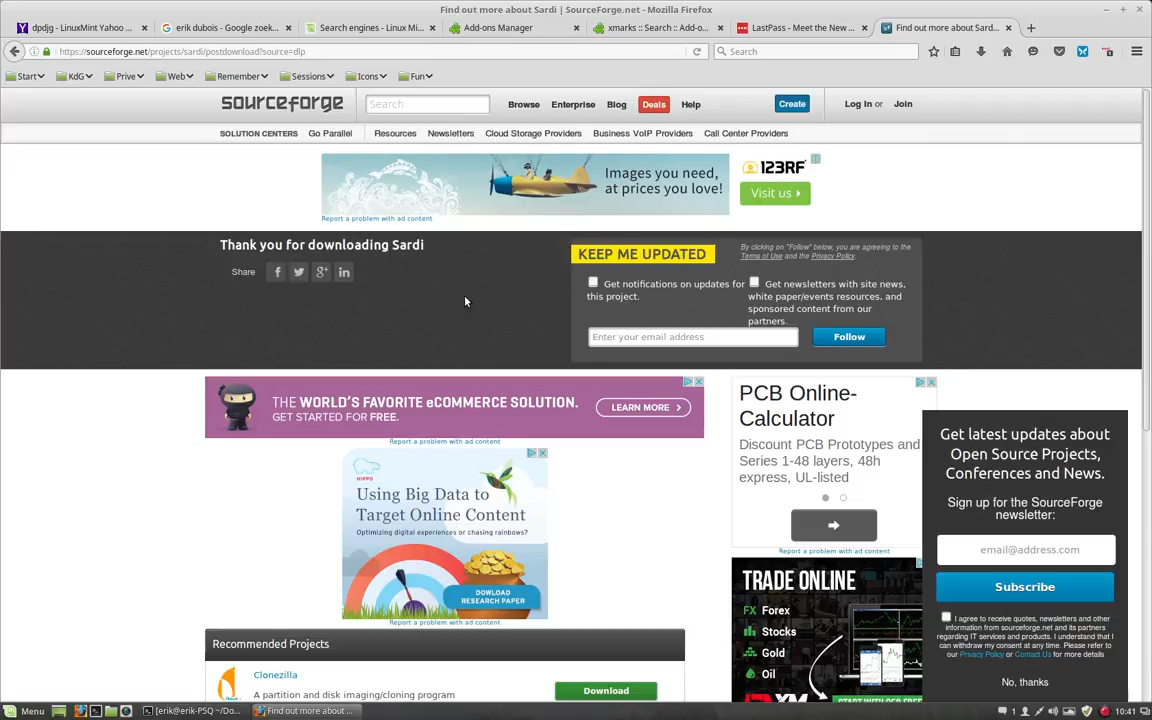 Find out more about Sardi | SourceForge.net - Mozilla Firefox
dpdjg - LinuxMint Yahoo ...
erik dubois - Google zoek...
Search engines - Linux Mi...
Add-ons Manager
xmarks :: Search :: Add-o...
LastPass - Meet the New ...
Find out more about Sard...
https://sourceforge.net/projects/sardi/postdownload?source=dlp
Search
Start
KdG
Prive
Web
Remember
Sessions
Icons
Fun
sourceforge
Search
Browse
Enterprise
Blog
Deals
Help
Create
Log In or Join
SOLUTION CENTERS
Go Parallel
Resources
Newsletters
Cloud Storage Providers
Business VoIP Providers
Call Center Providers
Images you need,
at prices you love!
123RF
Visit us
Report a problem with ad content
Thank you for downloading Sardi
Share
KEEP ME UPDATED
By clicking on "Follow" below, you are agreeing to the
Terms of Use and the Privacy Policy.
Get notifications on updates for
this project.
Get newsletters with site news,
white paper/events resources, and
sponsored content from our
partners.
Enter your email address
Follow
THE WORLD'S FAVORITE eCOMMERCE SOLUTION.
GET STARTED FOR FREE.
LEARN MORE
Report a problem with ad content
HIPPO
Using Big Data to
Target Online Content
Optimizing digital experiences or chasing rainbows?
DOWLOAD
RESEARCH PAPER
Report a problem with ad content
PCB Online-
Calculator
Discount PCB Prototypes and
Series 1-48 layers, 48h
express, UL-listed
Report a problem with ad content
TRADE ONLINE
FX Forex
Stocks
Gold
Oil
XM
START TRADING
Get latest updates about
Open Source Projects,
Conferences and News.
Sign up for the SourceForge
newsletter:
email@address.com
Subscribe
I agree to receive quotes, newsletters and other
information from sourceforge.net and its partners
regarding IT services and products. I understand that I
can withdraw my consent at any time. Please refer to
our Privacy Policy or Contact Us for more details
No, thanks
Recommended Projects
Clonezilla
A partition and disk imaging/cloning program
Download
Menu
[erik@erik-P5Q ~/Do...
Find out more about ...
1
10:41